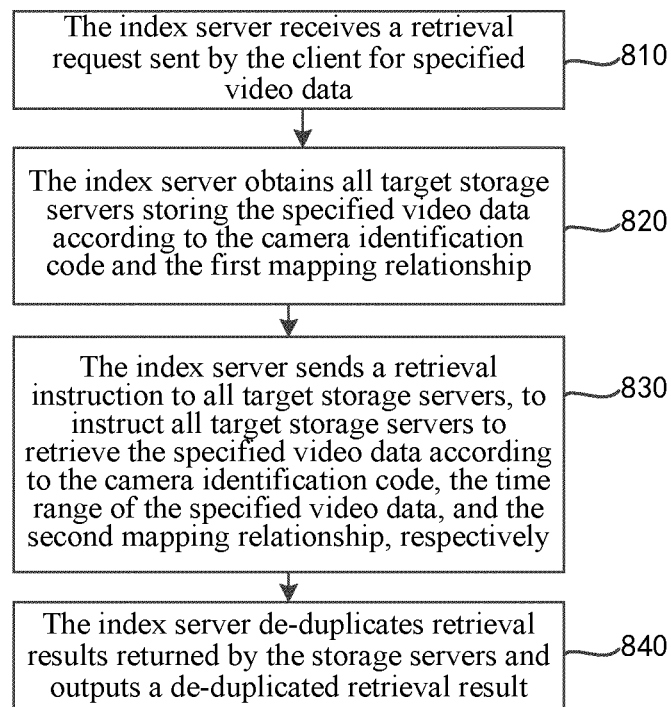 The index server receives a retrieval
request sent by the client for specified
video data
810
The index server obtains all target storage
servers storing the specified video data
according to the camera identification
code and the first mapping relationship
820
The index server sends a retrieval
instruction to all target storage servers, to
instruct all target storage servers to
retrieve the specified video data according
to the camera identification code, the time
range of the specified video data, and the
second mapping relationship, respectively
830
The index server de-duplicates retrieval
results returned by the storage servers and
outputs a de-duplicated retrieval result
840